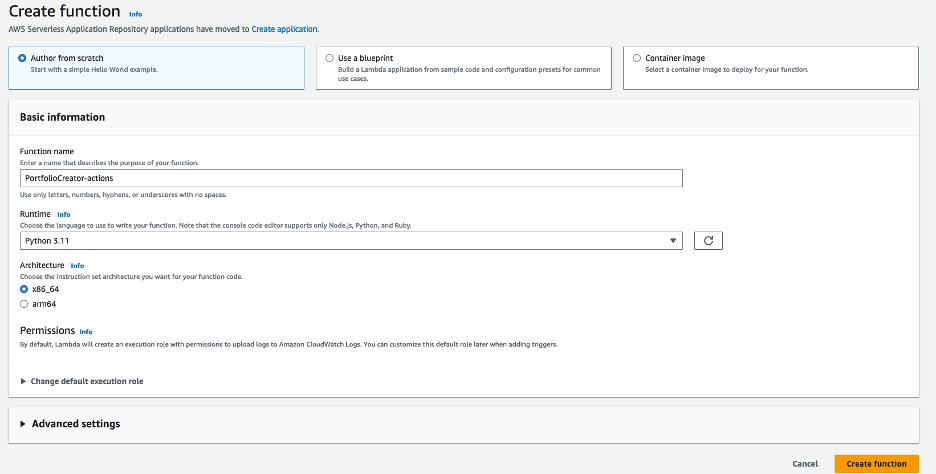 Create function Info
AWS Serverless Application Repository applications have moved to Create application.
Author from scratch
Start with a simple Hello World example.
Use a blueprint
Build a Lambda application from sample code and configuration presets for common
use cases.
Container image
Select a container image to deploy for your function.
Basic information
Function name
Enter a name that describes the purpose of your function.
PortfolioCreator-actions
Use only letters, numbers, hyphens, or underscores with no spaces.
Runtime Info
Choose the language to use to write your function. Note that the console code editor supports only Node.js, Python, and Ruby.
Python 3.11
Architecture Info
Choose the instruction set architecture you want for your function code.
x86_64
arm64
Permissions Info
By default, Lambda will create an execution role with permissions to upload logs to Amazon CloudWatch Logs. You can customize this default role later when adding triggers.
Change default execution role
Advanced settings
Cancel
Create function